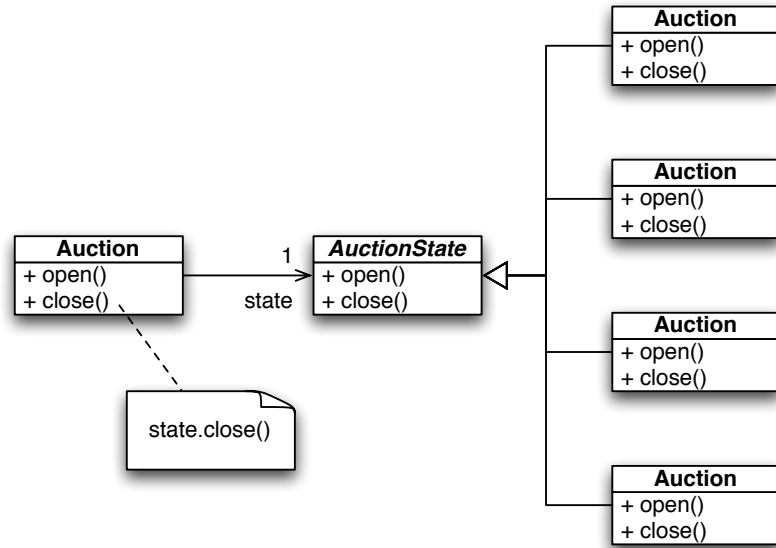 Auction
+ open()
+ close()
Auction
+ open()
+ close()
Auction
+ open()
+ close()
1
state
AuctionState
+ open()
+ close()
state.close()
Auction
+ open()
+ close()
Auction
+ open()
+ close()